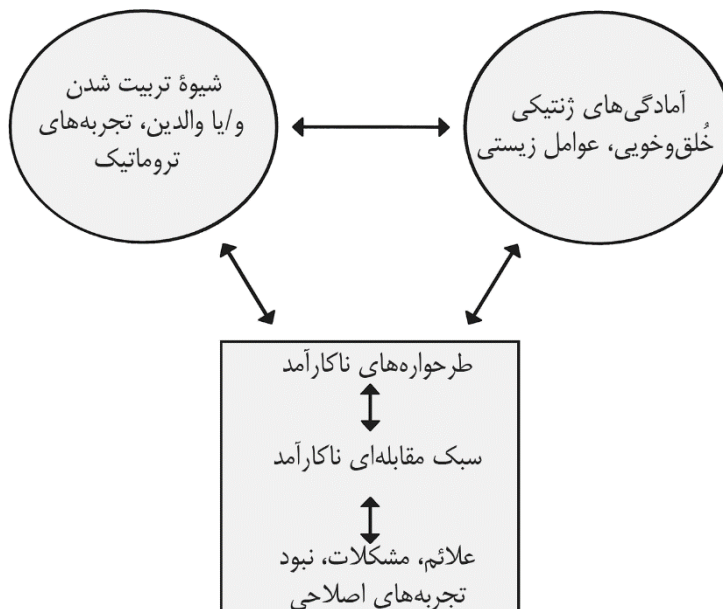 آمادگی‌های ژنتیکی
خُلق‌وخویی، عوامل زیستی
شیوۀ تربیت شدن
و/یا والدین، تجربه‌های
تروماتیک
طرحواره‌های ناکارآمد
سبک مقابله‌ای ناکارآمد
علائم، مشکلات، نبود
تجربه‌های اصلاحی